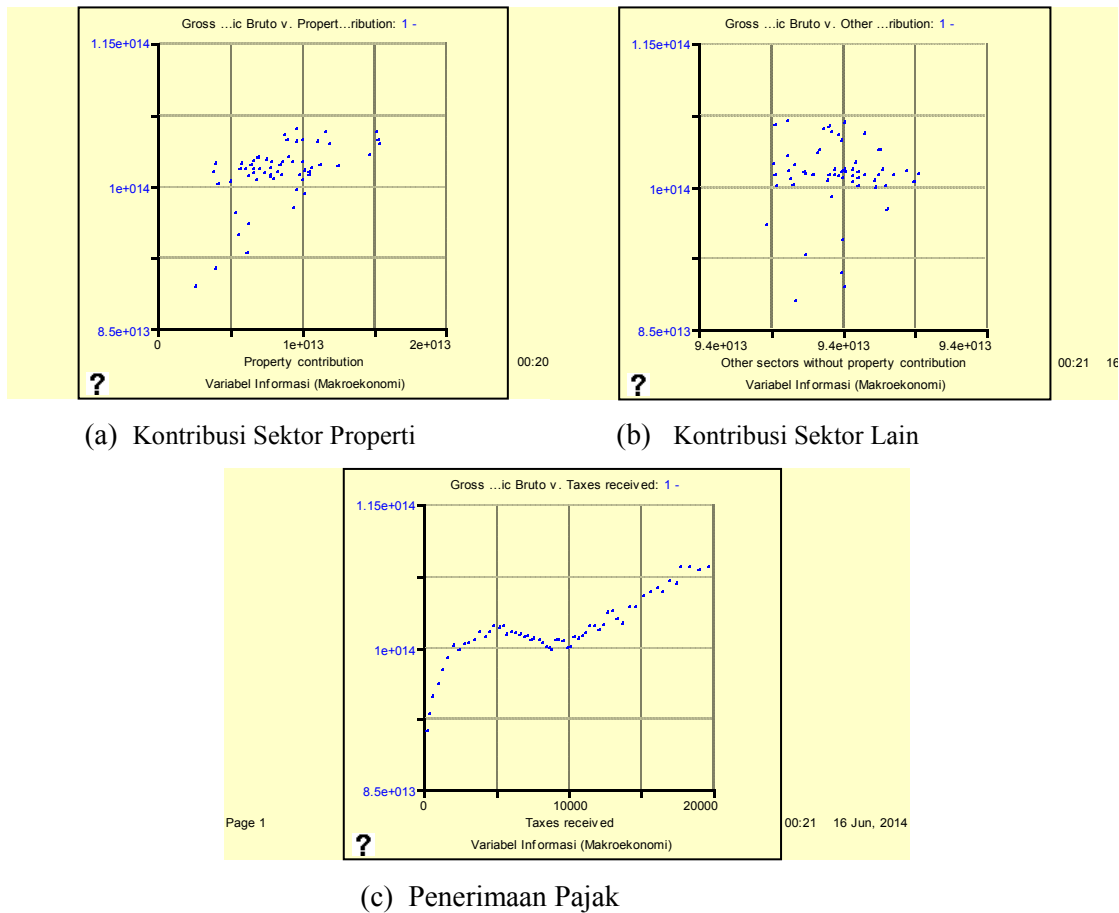 Gross ...ic Bruto v. Propert...ribution: 1 -
1.15e+014
1e+014
8.5e+013
0 1e+013 2e+013
Property contribution
00:20
?
Variabel Informasi (Makroekonomi)
(a) Kontribusi Sektor Properti
Gross ...ic Bruto v. Other ...ribution: 1 -
1.15e+014
1e+014
8.5e+013
9.4e+013 9.4e+013 9.4e+013
Other sectors without property contribution
00:21 16
?
Variabel Informasi (Makroekonomi)
(b) Kontribusi Sektor Lain
Gross ...ic Bruto v. Taxes received: 1 -
1.15e+014
1e+014
8.5e+013
0 10000 20000
Page 1
Taxes received
00:21 16 Jun, 2014
?
Variabel Informasi (Makroekonomi)
(c) Penerimaan Pajak